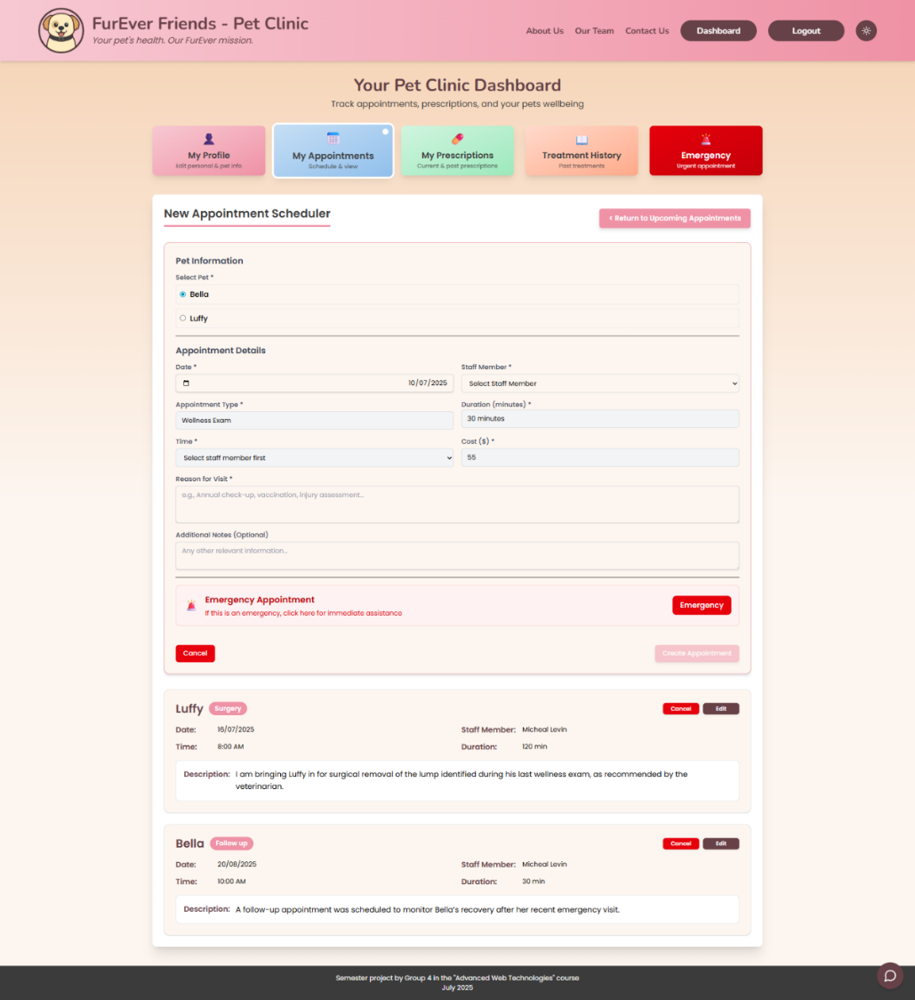 FurEver Friends - Pet Clinic
Your pet's health. Our FurEver mission.
About Us
Our Team
Contact Us
Dashboard
Logout
Your Pet Clinic Dashboard
Track appointments, prescriptions, and your pets wellbeing
My Profile
Edit personal & pet info
My Appointments
Schedule & view
My Prescriptions
Current & past prescriptions
Treatment History
Past treatments
Emergency
Urgent appointment
New Appointment Scheduler
< Return to Upcoming Appointments
Pet Information
Select Pet *
Bella
Luffy
Appointment Details
Date *
10/07/2025
Staff Member *
Select Staff Member
Appointment Type *
Wellness Exam
Duration (minutes) *
30 minutes
Time *
Select staff member first
Cost ($) *
55
Reason for Visit *
e.g., Annual check-up, vaccination, injury assessment...
Additional Notes (Optional)
Any other relevant information...
Emergency Appointment
If this is an emergency, click here for immediate assistance
Emergency
Cancel
Create Appointment
Luffy
Surgery
Cancel
Edit
Date: 16/07/2025
Staff Member: Micheal Levin
Time: 8:00 AM
Duration: 120 min
Description: I am bringing Luffy in for surgical removal of the lump identified during his last wellness exam, as recommended by the
veterinarian.
Bella
Follow up
Cancel
Edit
Date: 20/08/2025
Staff Member: Micheal Levin
Time: 10:00 AM
Duration: 30 min
Description: A follow-up appointment was scheduled to monitor Bella's recovery after her recent emergency visit.
Semester project by Group 4 in the "Advanced Web Technologies" course
July 2025